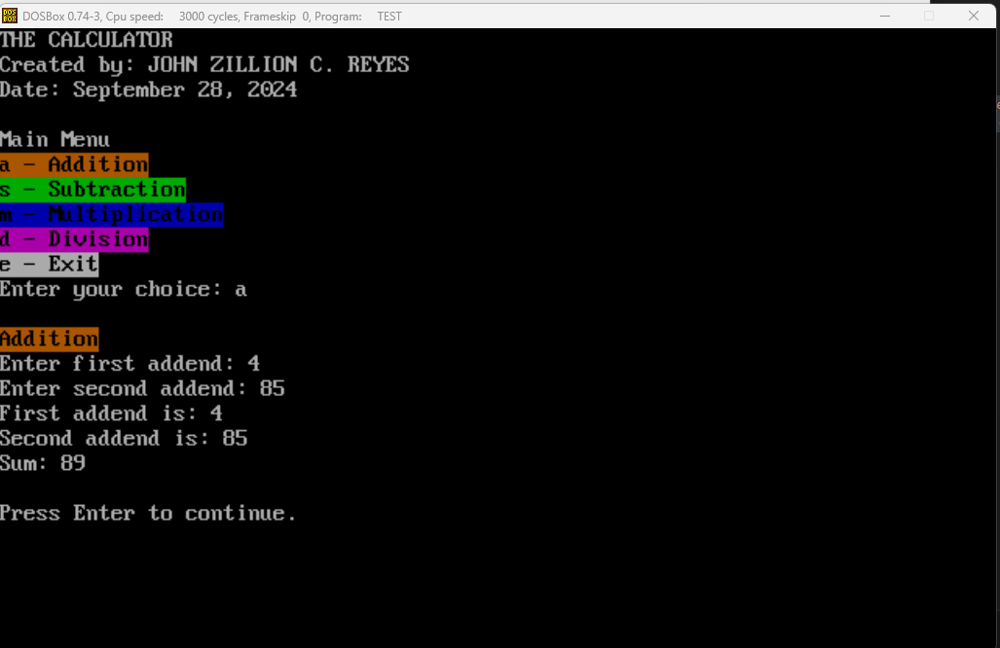 DOSBox 0.74-3, Cpu speed: 3000 cycles, Frameskip 0, Program: TEST
THE CALCULATOR
Created by: JOHN ZILLION C. REYES
Date: September 28, 2024
Main Menu
a - Addition
s - Subtraction
m - Multiplication
d - Division
e - Exit
Enter your choice: a
Addition
Enter first addend: 4
Enter second addend: 85
First addend is: 4
Second addend is: 85
Sum: 89
Press Enter to continue.